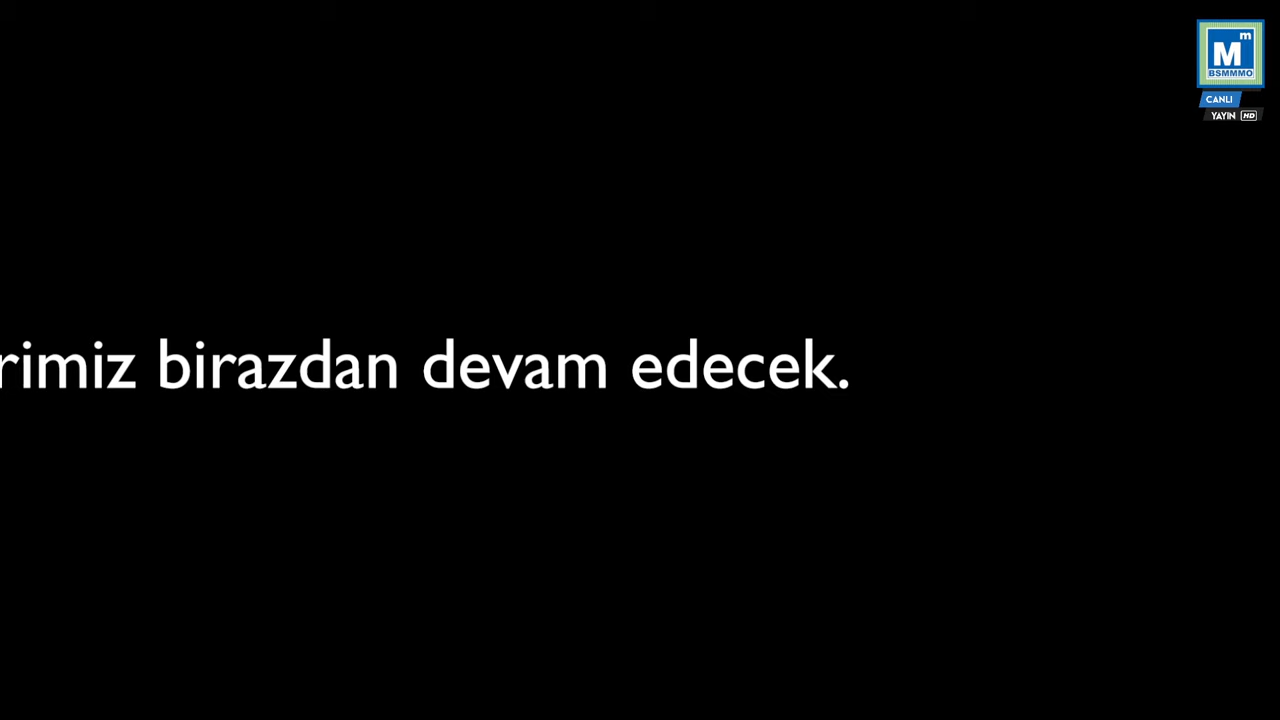 m
M
BSMMMO
CANLI
YAYIN HD
rimiz birazdan devam edecek.